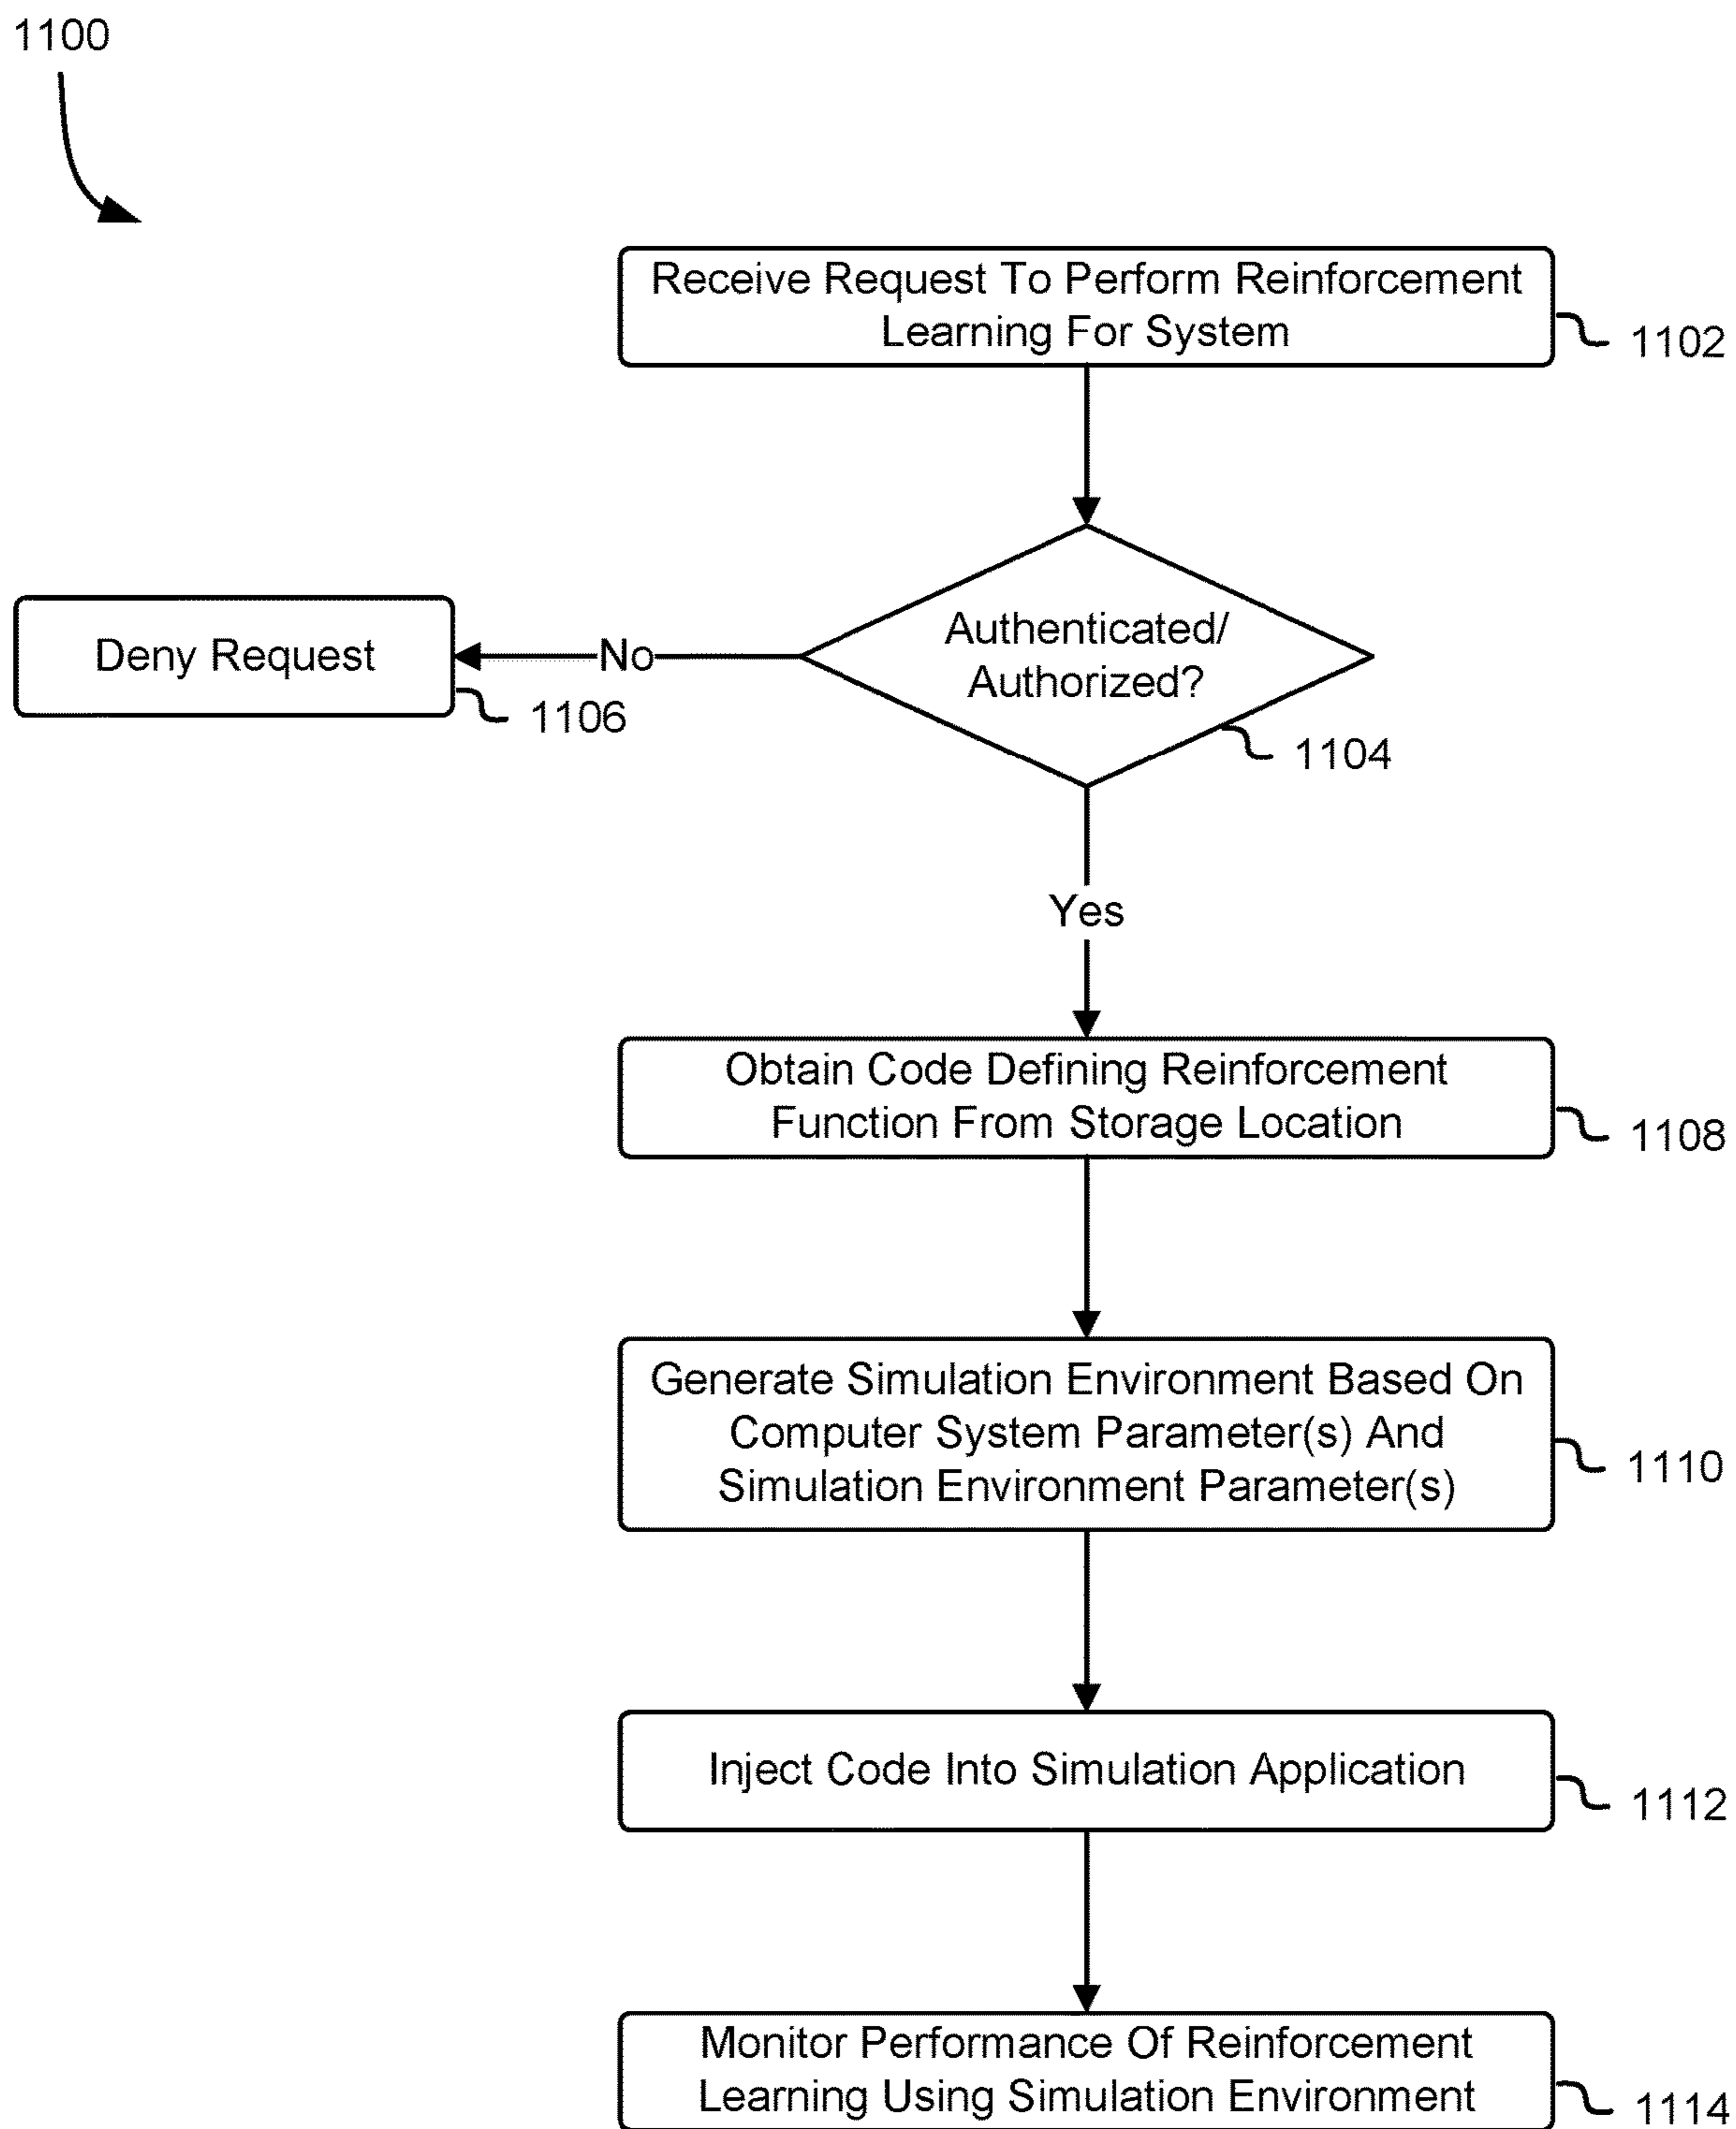 1100
Receive Request To Perform Reinforcement
Learning For System
1102
Authenticated/
Authorized?
1104
No
Deny Request
1106
Yes
Obtain Code Defining Reinforcement
Function From Storage Location
1108
Generate Simulation Environment Based On
Computer System Parameter(s) And
Simulation Environment Parameter(s)
1110
Inject Code Into Simulation Application
1112
Monitor Performance Of Reinforcement
Learning Using Simulation Environment
1114